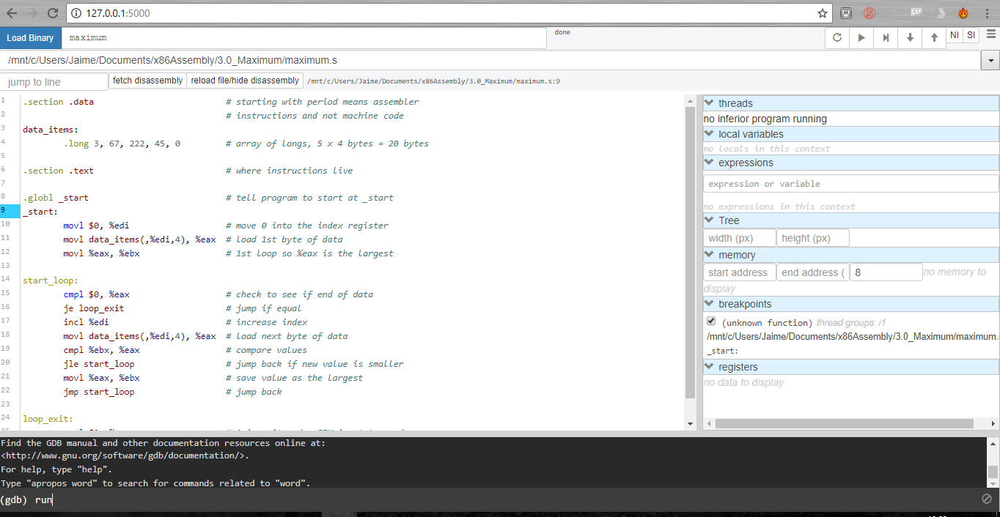 127.0.0.1:5000
Load Binary maximum done NI SI
/mnt/c/Users/Jaime/Documents/x86Assembly/3.0_Maximum/maximum.s
jump to line fetch disassembly reload file/hide disassembly /mnt/c/Users/Jaime/Documents/x86Assembly/3.0_Maximum/maximum.s:9
1 .section .data # starting with period means assembler
2 # instructions and not machine code
3 data_items:
4 .long 3, 67, 222, 45, 0 # array of longs, 5 x 4 bytes = 20 bytes
5
6 .section .text # where instructions live
7
8 .globl _start # tell program to start at _start
9 _start:
10 movl $0, %edi # move 0 into the index register
11 movl data_items(,%edi,4), %eax # load 1st byte of data
12 movl %eax, %ebx # 1st loop so %eax is the largest
13
14 start_loop:
15 cmpl $0, %eax # check to see if end of data
16 je loop_exit # jump if equal
17 incl %edi # increase index
18 movl data_items(,%edi,4), %eax # load next byte of data
19 cmpl %ebx, %eax # compare values
20 jle start_loop # jump back if new value is smaller
21 movl %eax, %ebx # save value as the largest
22 jmp start_loop # jump back
23
24 loop_exit:
threads
no inferior program running
local variables
no locals in this context
expressions
expression or variable
no expressions in this context
Tree
width (px) height (px)
memory
start address end address ( 8 no memory to
display
breakpoints
(unknown function) thread groups: i1
/mnt/c/Users/Jaime/Documents/x86Assembly/3.0_Maximum/maximum.s
_start:
registers
no data to display
Find the GDB manual and other documentation resources online at:
<http://www.gnu.org/software/gdb/documentation/>.
For help, type "help".
Type "apropos word" to search for commands related to "word".
(gdb) run